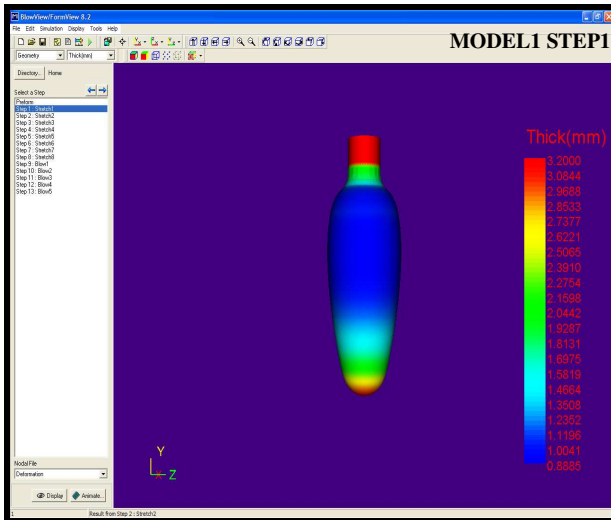 BlowView/FormView 8.2
File Edit Simulation Display Tools Help
MODEL1 STEP1
Geometry Thick(mm)
Directory... Home
Select a Step
Preform
Step 1 : Stretch1
Step 2 : Stretch2
Step 3 : Stretch3
Step 4 : Stretch4
Step 5 : Stretch5
Step 6 : Stretch6
Step 7 : Stretch7
Step 8 : Stretch8
Step 9 : Blow1
Step 10 : Blow2
Step 11 : Blow3
Step 12 : Blow4
Step 13 : Blow5
Thick(mm)
3.2000
3.0844
2.9688
2.8533
2.7377
2.6221
2.5065
2.3910
2.2754
2.1598
2.0442
1.9287
1.8131
1.6975
1.5819
1.4664
1.3508
1.2352
1.1196
1.0041
0.8885
Y
X Z
Nodal File
Deformation
Display Animate...
1 Result from Step 2 : Stretch2